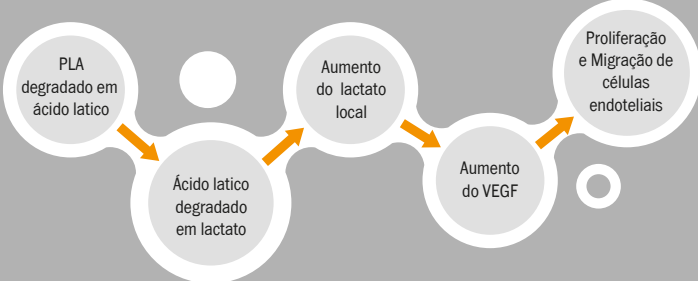 PLA
degradado em
ácido latico
Ácido latico
degradado
em lactato
Aumento
do lactato
local
Aumento
do VEGF
Proliferação
e Migração de
células
endoteliais